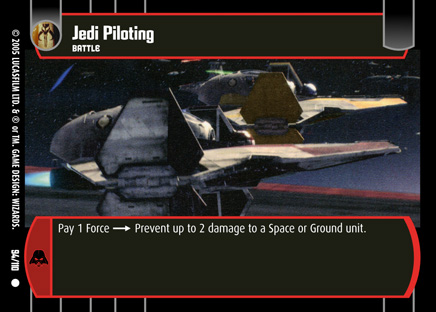 Jedi Piloting
BATTLE
Pay 1 Force → Prevent up to 2 damage to a Space or Ground unit.
© 2005 LUCASFILM LTD. & ® or TM. GAME DESIGN: WIZARDS.
94/110